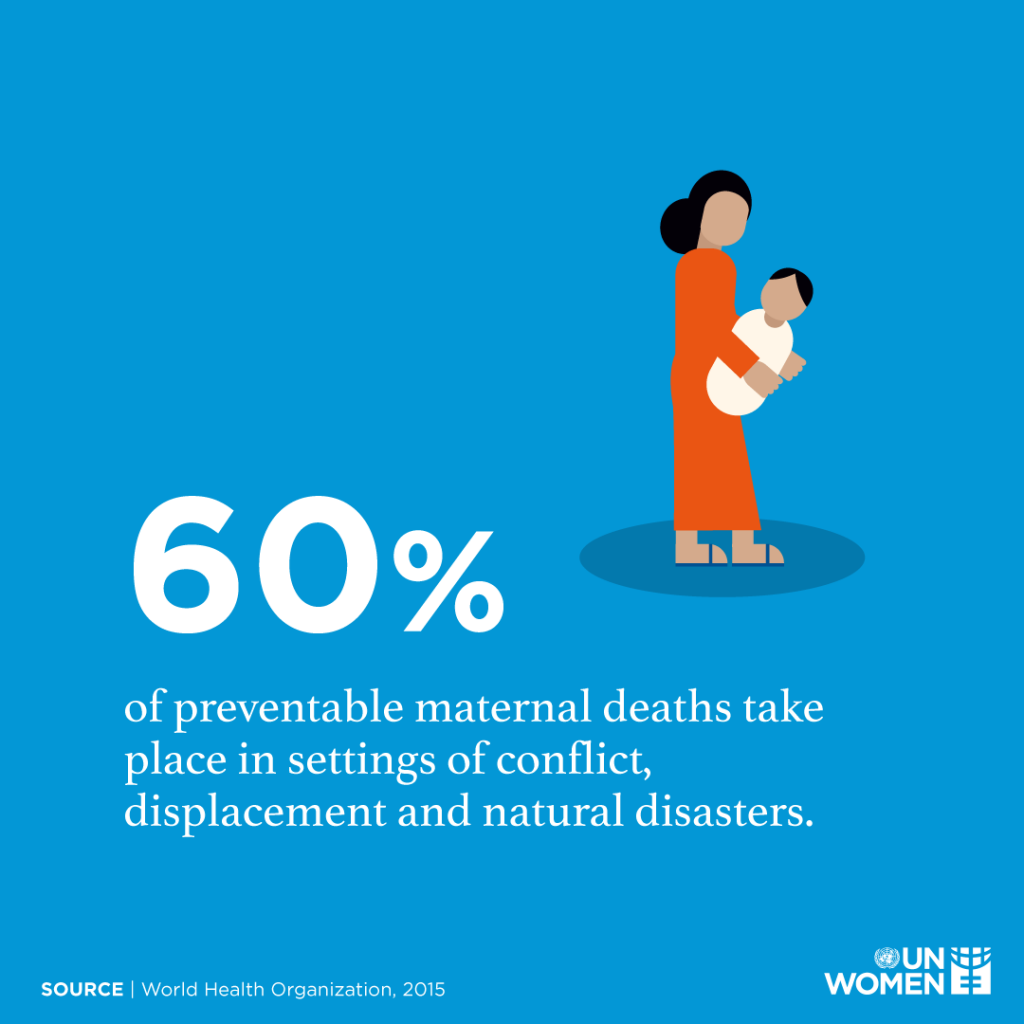 60%
of preventable maternal deaths take
place in settings of conflict,
displacement and natural disasters.
SOURCE | World Health Organization, 2015
UN
WOMEN